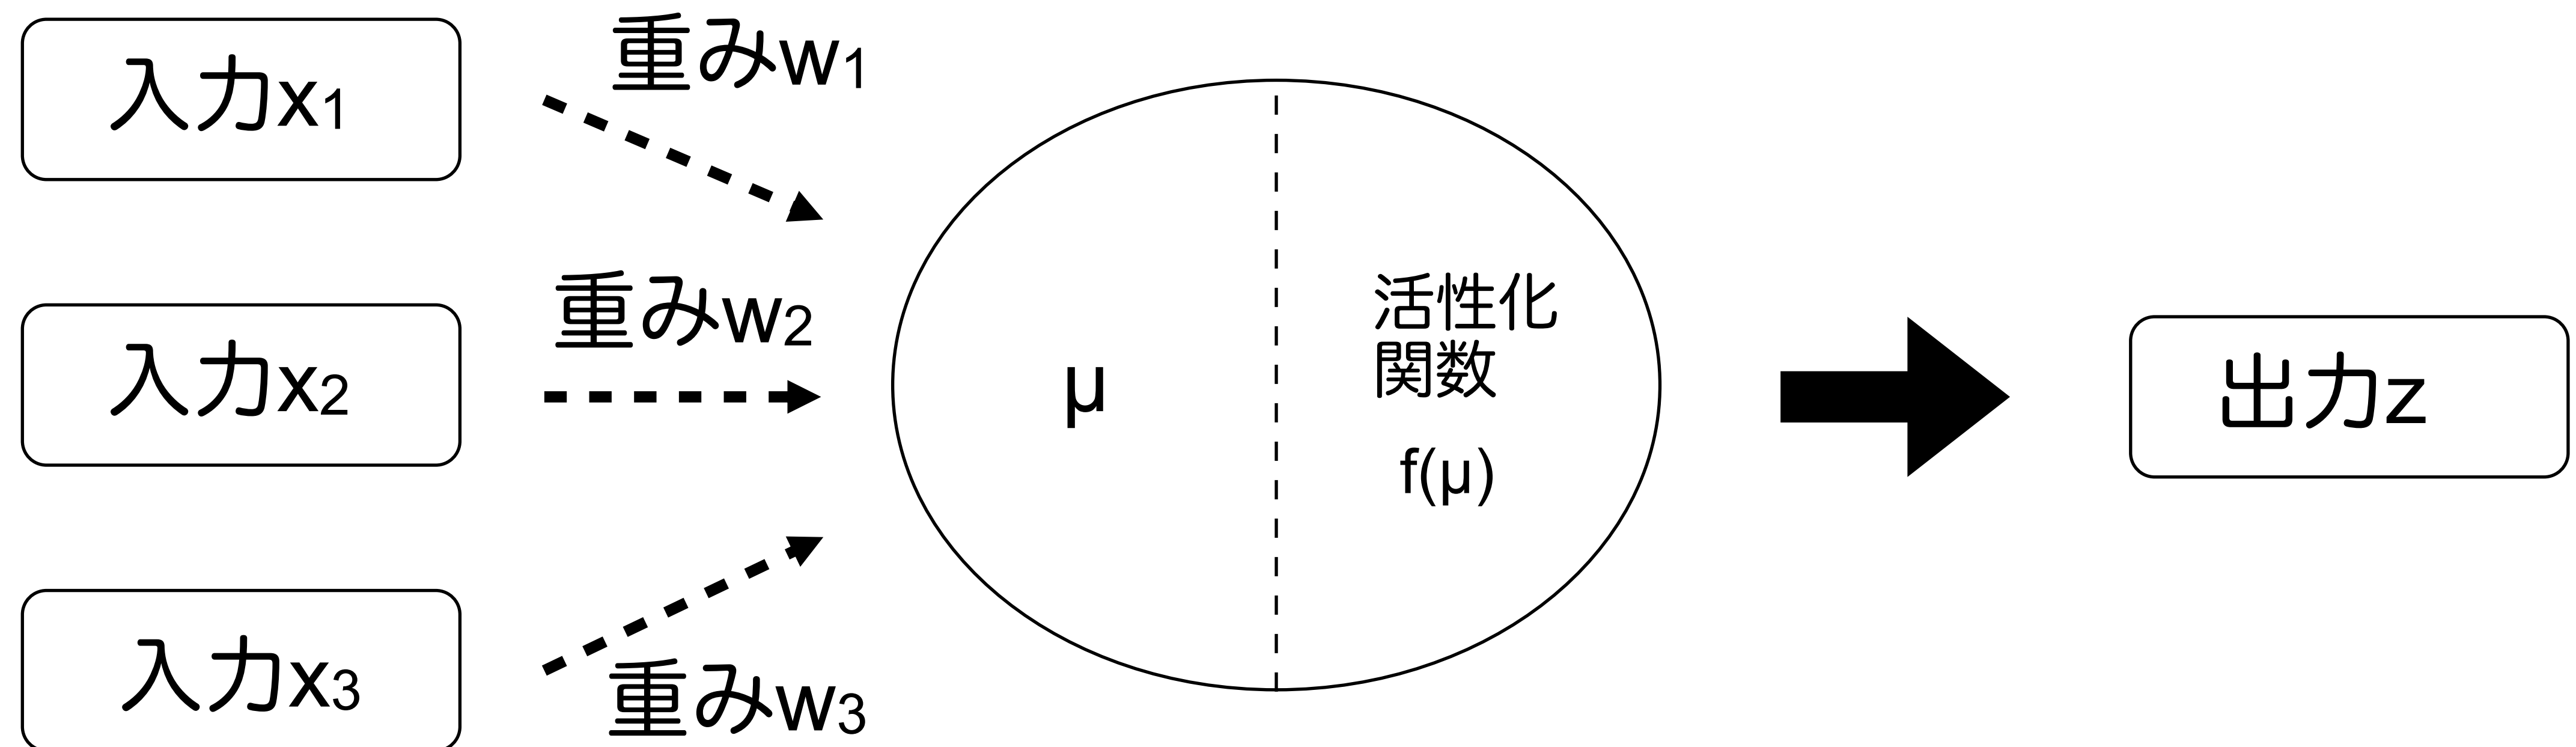 入力x1
重みw1
入力x2
重みw2
入力x3
重みw3
μ
活性化
関数
f(μ)
出力z